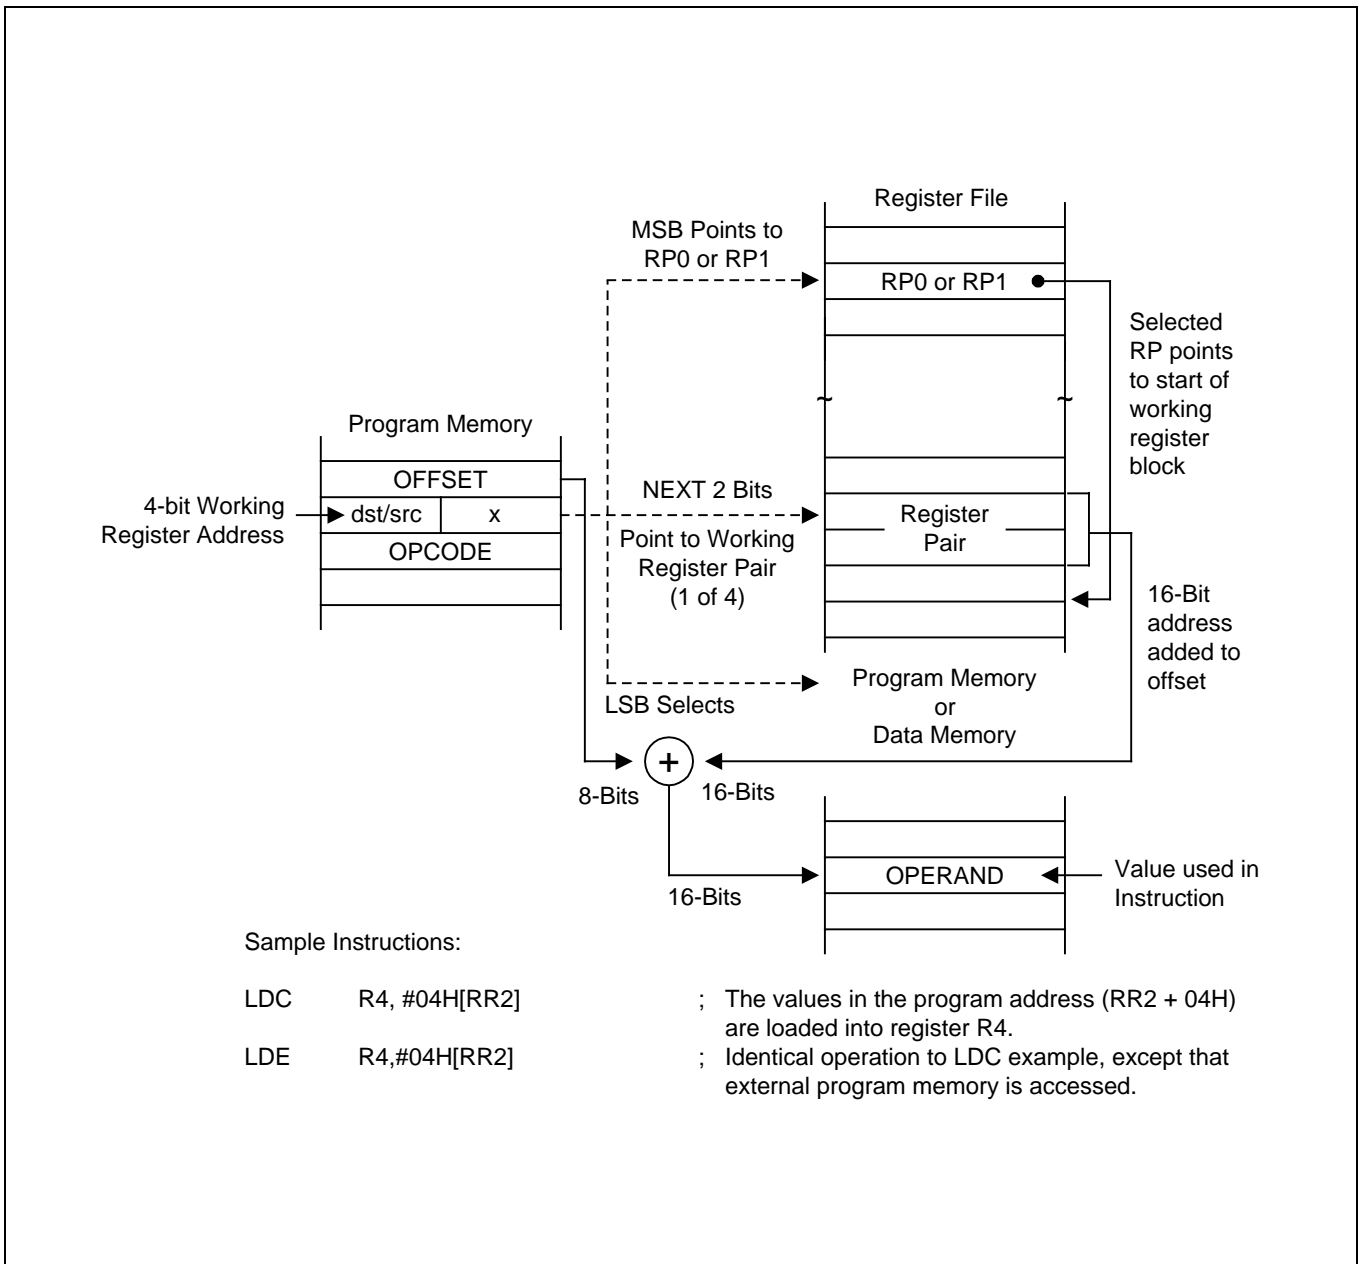 Register File
MSB Points to
RP0 or RP1
RP0 or RP1
Selected
RP points
to start of
working
register
block
~ ~
Program Memory
OFFSET
4-bit Working
Register Address
dst/src x
OPCODE
NEXT 2 Bits
Point to Working
Register Pair
(1 of 4)
Register
Pair
16-Bit
address
added to
offset
LSB Selects
Program Memory
or
Data Memory
+
8-Bits 16-Bits
16-Bits
OPERAND
Value used in
Instruction
Sample Instructions:
LDC R4, #04H[RR2] ; The values in the program address (RR2 + 04H)
are loaded into register R4.
LDE R4,#04H[RR2] ; Identical operation to LDC example, except that
external program memory is accessed.